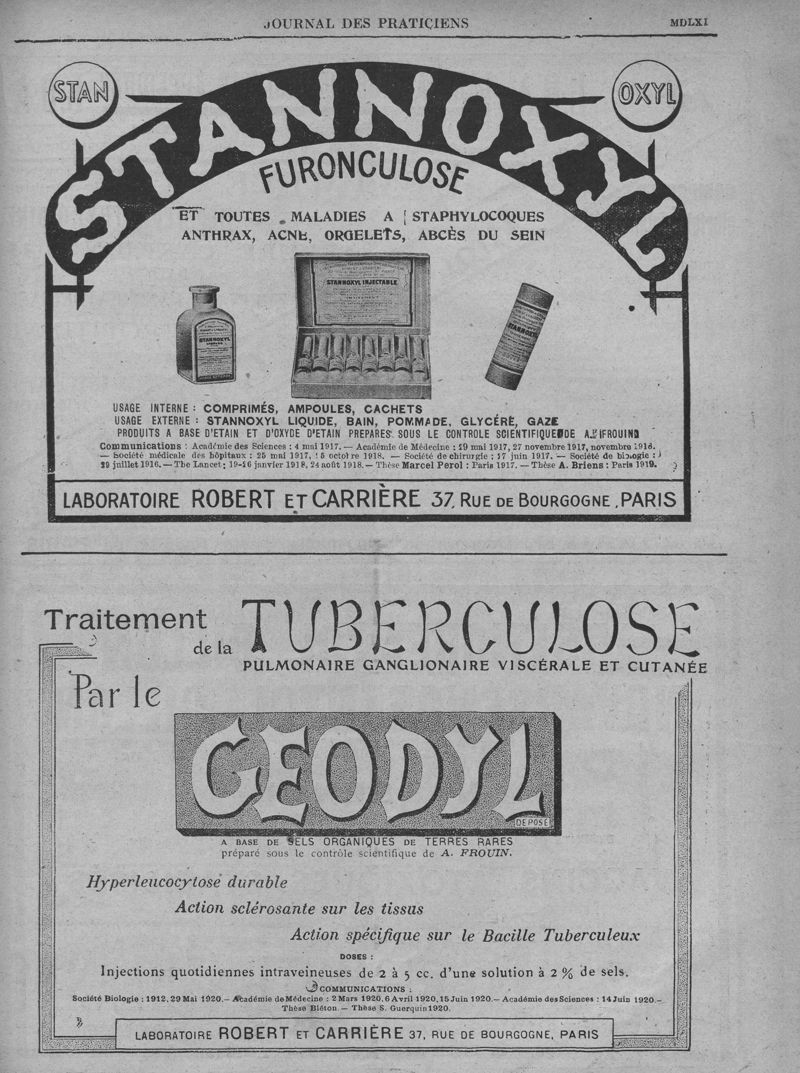 JOURNAL DES PRATICIENS
MDLXI
STAN
OXYL
STANNOXYL
FURONCULOSE
ET TOUTES MALADIES A STAPHYLOCOQUES
ANTHRAX, ACNE, ORGELETS, ABCÈS DU SEIN
STANNOXYL INJECTABLE
STANNOXYL
STANNOXYL
USAGE INTERNE : COMPRIMÉS, AMPOULES, CACHETS
USAGE EXTERNE : STANNOXYL LIQUIDE, BAIN, POMMADE, GLYCÉRÉ, GAZE
PRODUITS A BASE D'ETAIN ET D'OXYDE D'ETAIN PREPARES SOUS LE CONTROLE SCIENTIFIQUE DE A. FROUIN
Communications : Académie des Sciences : 4 mai 1917. — Académie de Médecine : 29 mai 1917, 27 novembre 1917, novembre 1918.
— Société médicale des hôpitaux : 25 mai 1917, 15 octobre 1918. — Société de chirurgie : 17 juin 1917. — Société de biologie :
29 juillet 1916. — The Lancet : 19-16 janvier 1918, 24 août 1918. — Thèse Marcel Perol : Paris 1917. — Thèse A. Briens : Paris 1919.
LABORATOIRE ROBERT ET CARRIÈRE 37, RUE DE BOURGOGNE, PARIS
Traitement de la TUBERCULOSE
PULMONAIRE GANGLIONAIRE VISCÉRALE ET CUTANÉE
Par le
GEODYL
DEPOSÉ
A BASE DE SELS ORGANIQUES DE TERRES RARES
préparé sous le contrôle scientifique de A. FROUIN.
Hyperleucocytose durable
Action sclérosante sur les tissus
Action spécifique sur le Bacille Tuberculeux
DOSES :
Injections quotidiennes intraveineuses de 2 à 5 cc. d'une solution à 2 % de sels.
COMMUNICATIONS :
Société Biologie : 1912, 29 Mai 1920.— Académie de Médecine : 2 Mars 1920, 6 Avril 1920, 15 Juin 1920.— Académie des Sciences : 14 Juin 1920.—
Thèse Bléton. — Thèse S. Guerquin 1920.
LABORATOIRE ROBERT ET CARRIÈRE 37, RUE DE BOURGOGNE, PARIS